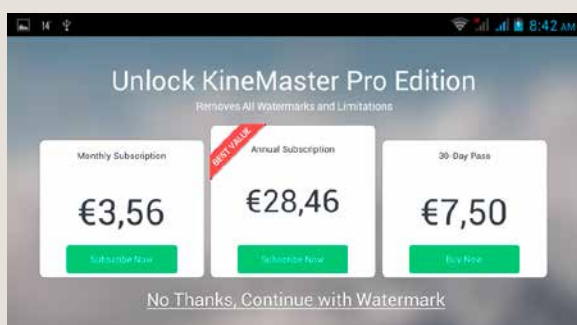 14°
8:42 AM
Unlock KineMaster Pro Edition
Removes All Watermarks and Limitations
Monthly Subscription
€3,56
Subscribe Now
BEST VALUE
Annual Subscription
€28,46
Subscribe Now
30-Day Pass
€7,50
Buy Now
No Thanks, Continue with Watermark